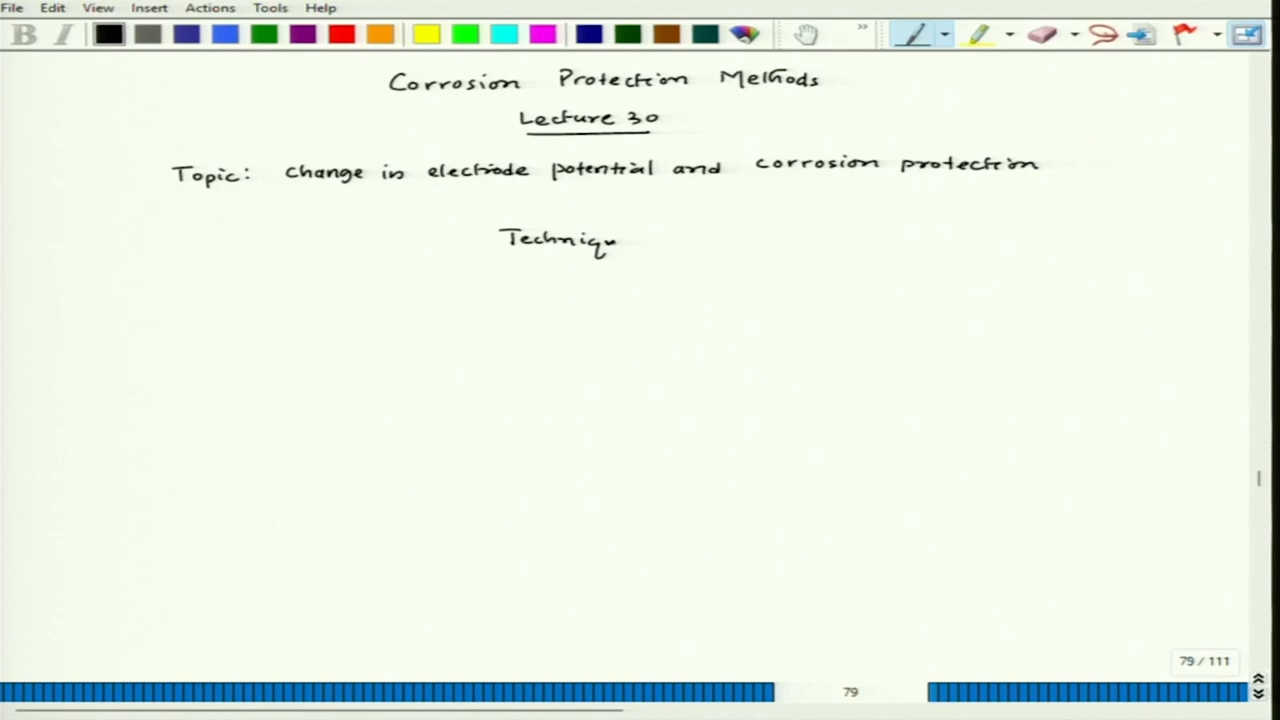 File Edit View Insert Actions Tools Help
B I
Corrosion Protection Methods
Lecture 30
Topic: Change in electrode potential and corrosion protection
Techniqu
79 / 111
79